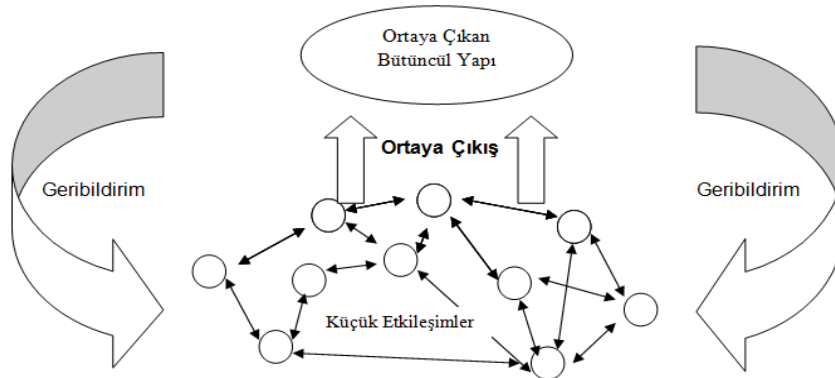 Ortaya Çıkan
Bütüncül Yapı
Ortaya Çıkış
Geribildirim
Geribildirim
Küçük Etkileşimler